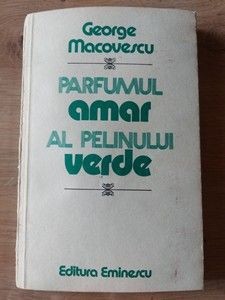 George
Macovescu
PARFUMUL
amar
AL PELINULUI
verde
Editura Eminescu